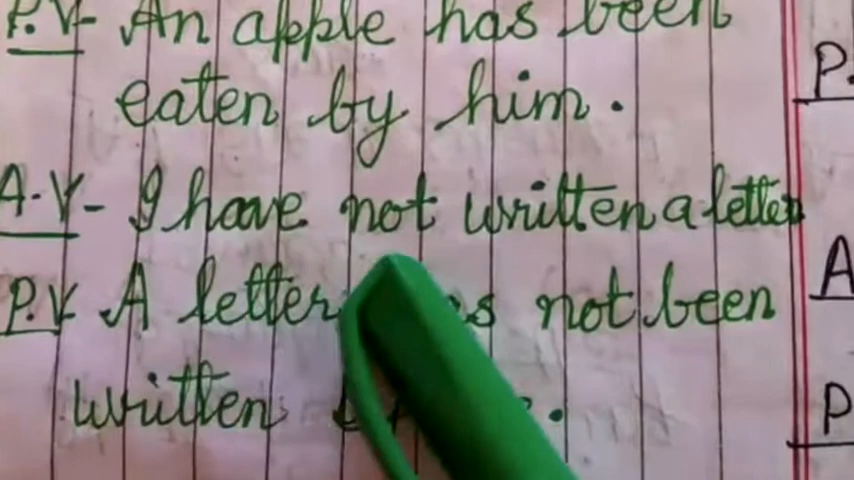 P.V- An apple has been
eaten by him.
A.V- I have not written a letter
P.V A letter not been
written
P.
A
P